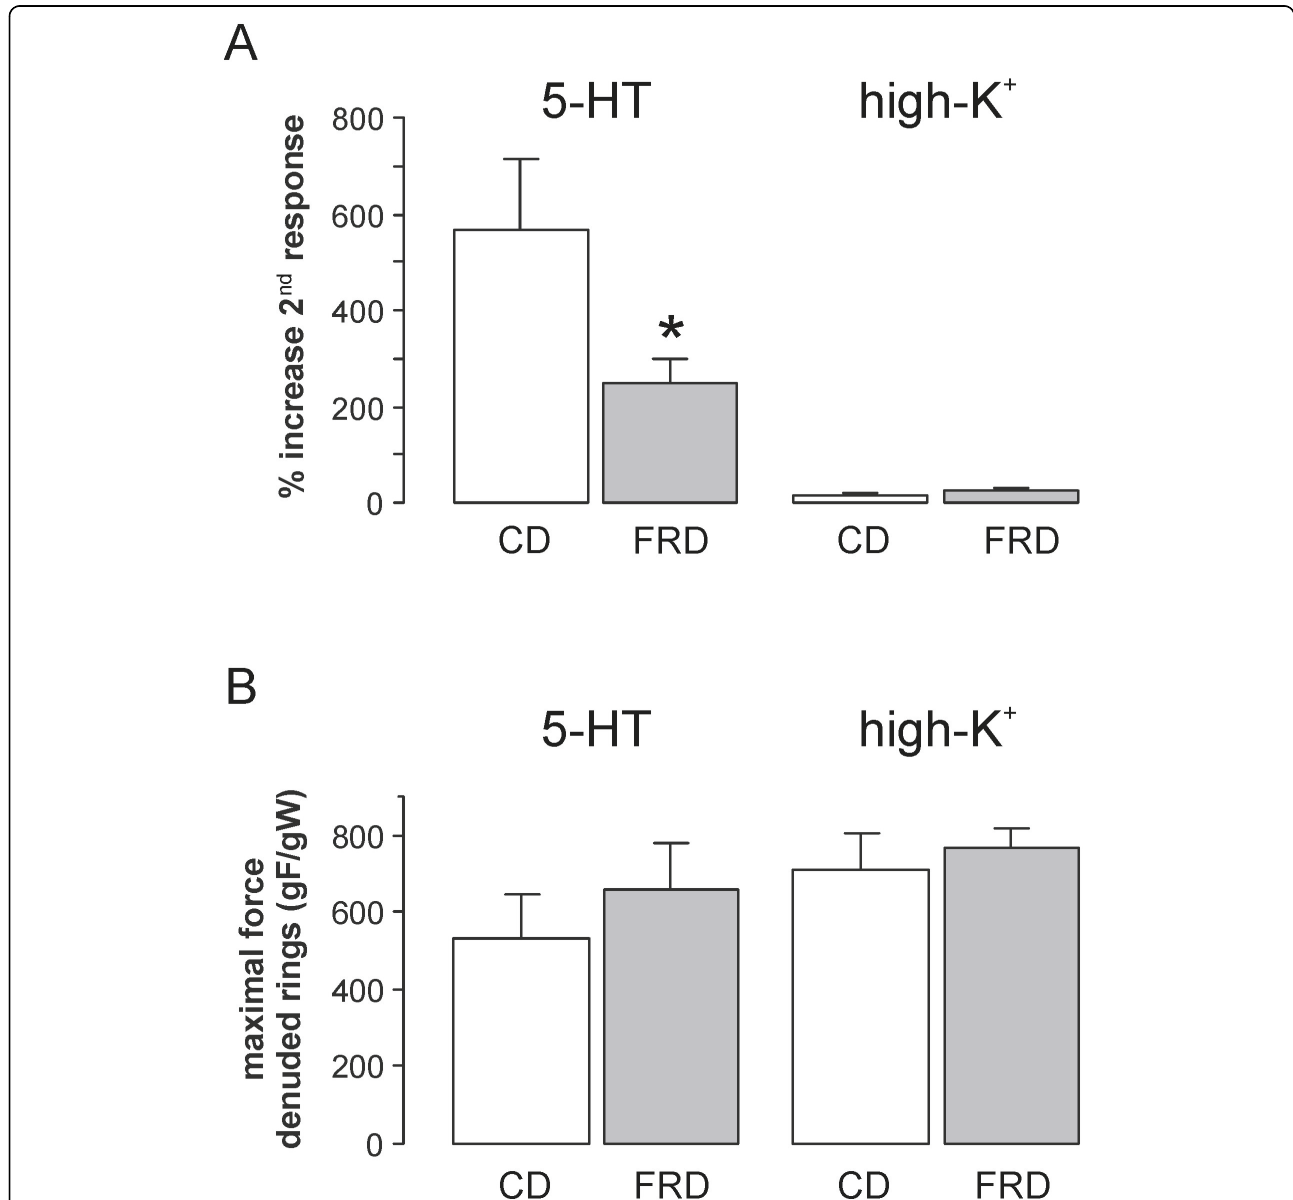 A
5-HT
high-K⁺
% increase 2ⁿᵈ response
800
600
400
200
0
*
CD
FRD
CD
FRD
B
5-HT
high-K⁺
maximal force
denuded rings (gF/gW)
800
600
400
200
0
CD
FRD
CD
FRD